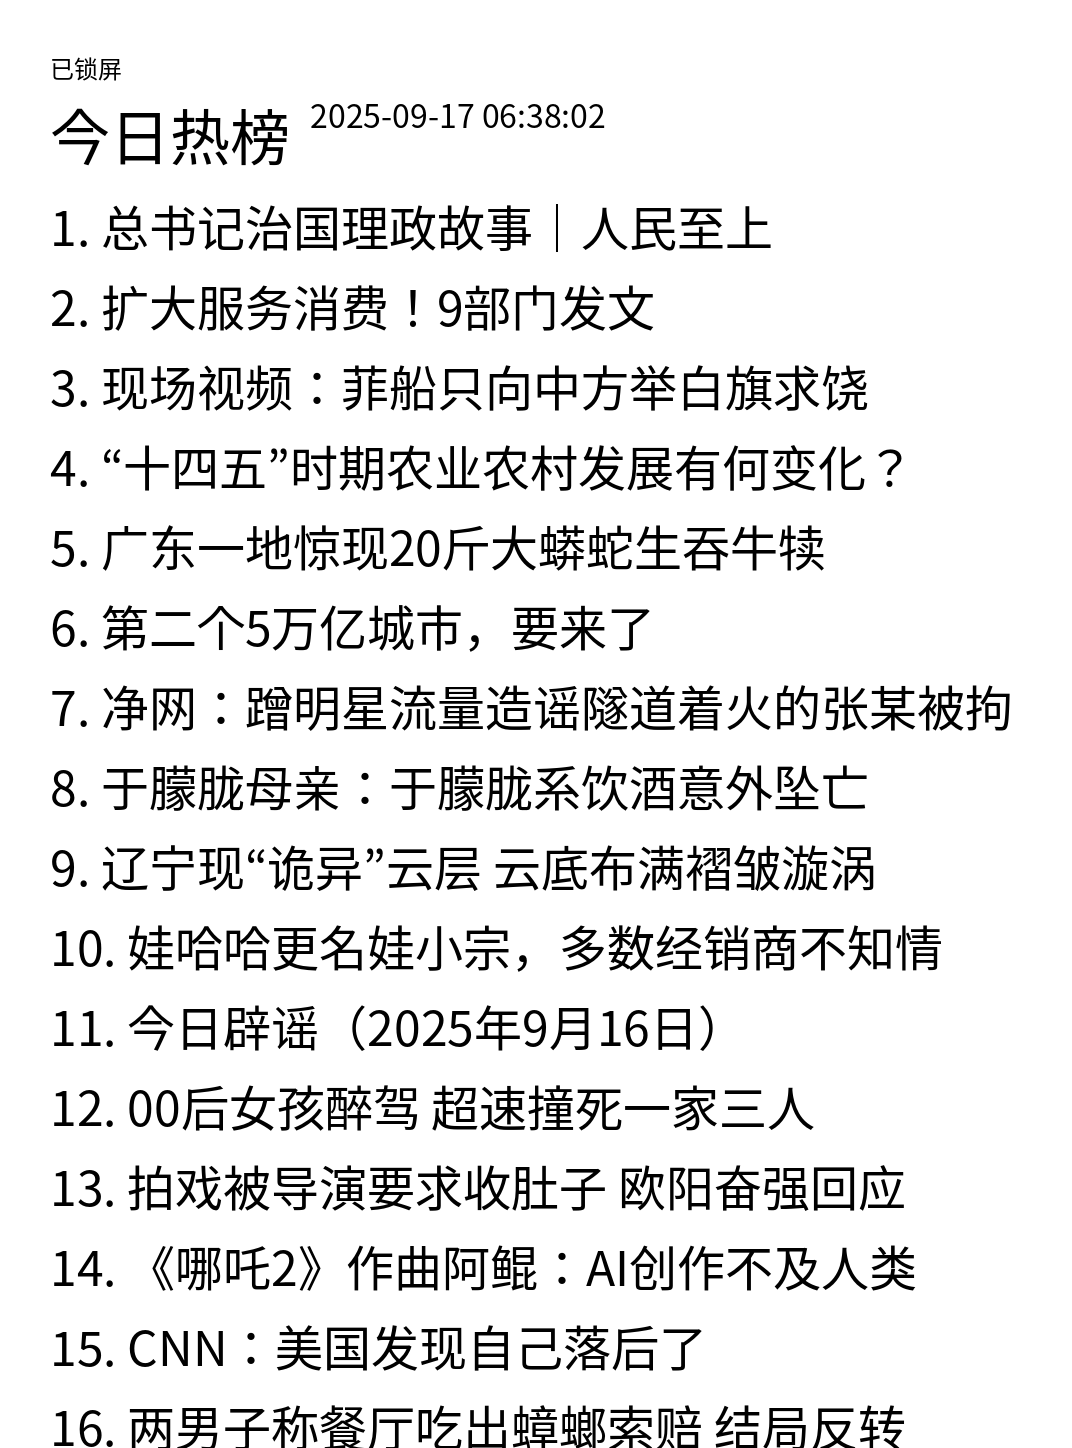 已锁屏
今日热榜 2025-09-17 06:38:02
1. 总书记治国理政故事｜人民至上
2. 扩大服务消费！9部门发文
3. 现场视频：菲船只向中方举白旗求饶
4. “十四五”时期农业农村发展有何变化？
5. 广东一地惊现20斤大蟒蛇生吞牛犊
6. 第二个5万亿城市，要来了
7. 净网：蹭明星流量造谣隧道着火的张某被拘
8. 于朦胧母亲：于朦胧系饮酒意外坠亡
9. 辽宁现“诡异”云层 云底布满褶皱漩涡
10. 娃哈哈更名娃小宗，多数经销商不知情
11. 今日辟谣（2025年9月16日）
12. 00后女孩醉驾 超速撞死一家三人
13. 拍戏被导演要求收肚子 欧阳奋强回应
14. 《哪吒2》作曲阿鲲：AI创作不及人类
15. CNN：美国发现自己落后了
16. 两男子称餐厅吃出蟑螂索赔 结局反转